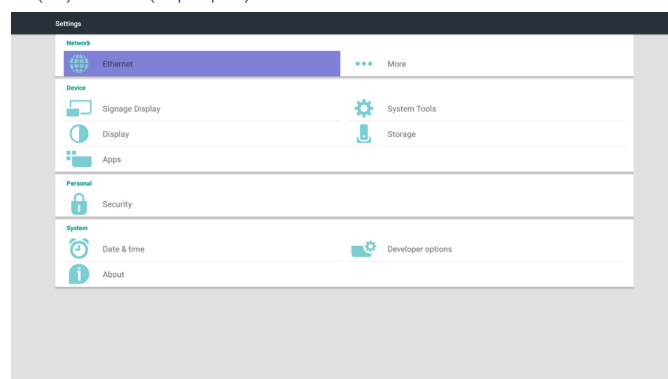 Settings
Network
Ethernet
More
Device
Signage Display
System Tools
Display
Storage
Apps
Personal
Security
System
Date & time
Developer options
About